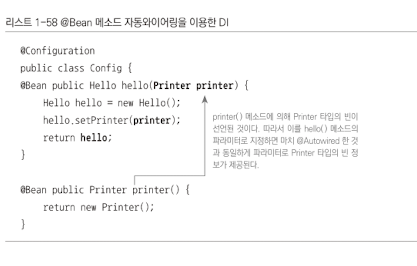 리스트 1-58 @Bean 메소드 자동와이어링을 이용한 DI
@Configuration
public class Config {
@Bean public Hello hello(Printer printer) {
Hello hello = new Hello();
hello.setPrinter(printer);
return hello;
}
printer() 메소드에 의해 Printer 타입의 빈이
선언된 것이다. 따라서 이를 hello() 메소드의
파라미터로 지정하면 마치 @Autowired 한 것
과 동일하게 파라미터로 Printer 타입의 빈 정
보가 제공된다.
@Bean public Printer printer() {
return new Printer();
}